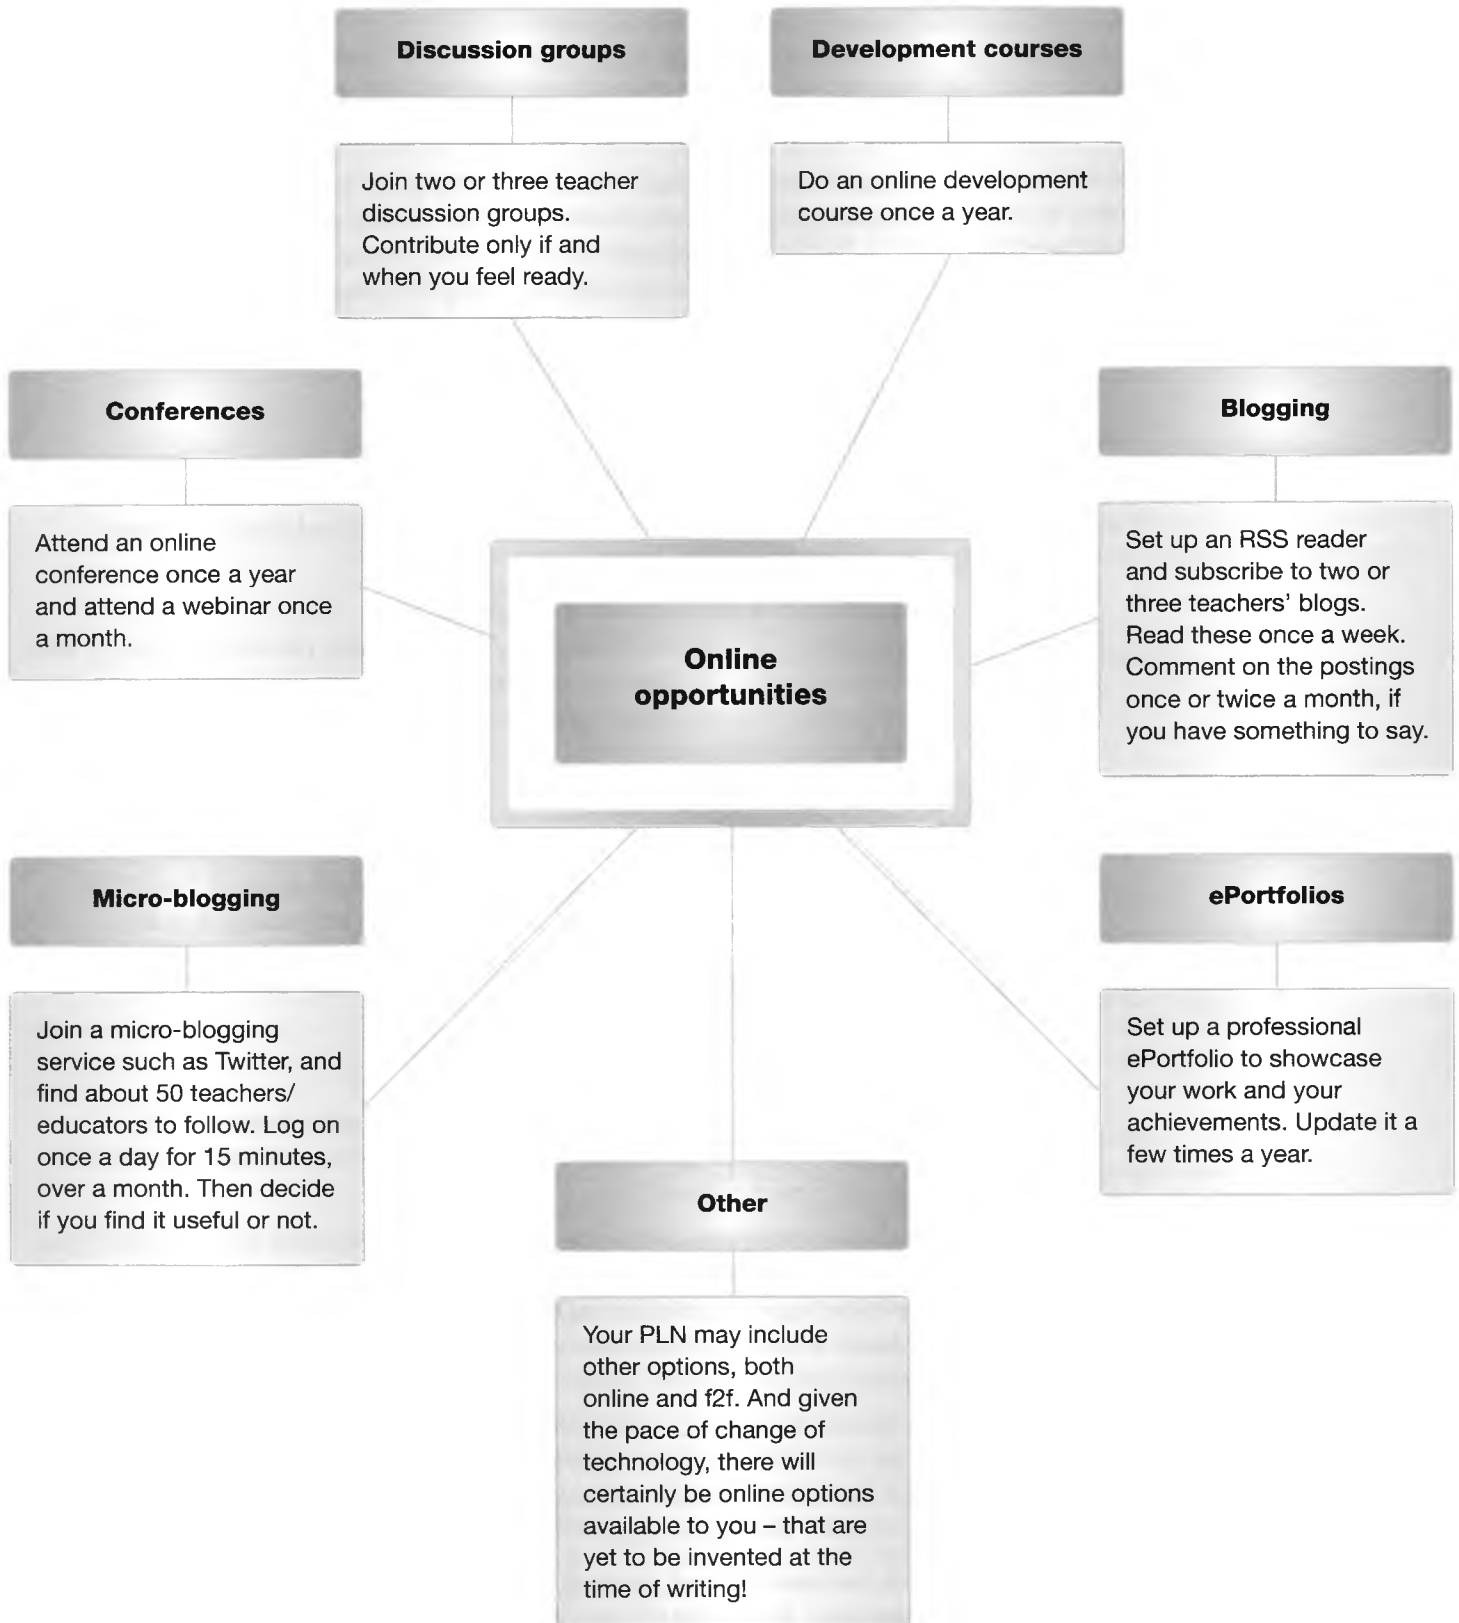 Discussion groups
Join two or three teacher
discussion groups.
Contribute only if and
when you feel ready.
Development courses
Do an online development
course once a year.
Conferences
Attend an online
conference once a year
and attend a webinar once
a month.
Blogging
Set up an RSS reader
and subscribe to two or
three teachers’ blogs.
Read these once a week.
Comment on the postings
once or twice a month, if
you have something to say.
Online
opportunities
Micro-blogging
Join a micro-blogging
service such as Twitter, and
find about 50 teachers/
educators to follow. Log on
once a day for 15 minutes,
over a month. Then decide
if you find it useful or not.
ePortfolios
Set up a professional
ePortfolio to showcase
your work and your
achievements. Update it a
few times a year.
Other
Your PLN may include
other options, both
online and f2f. And given
the pace of change of
technology, there will
certainly be online options
available to you – that are
yet to be invented at the
time of writing!